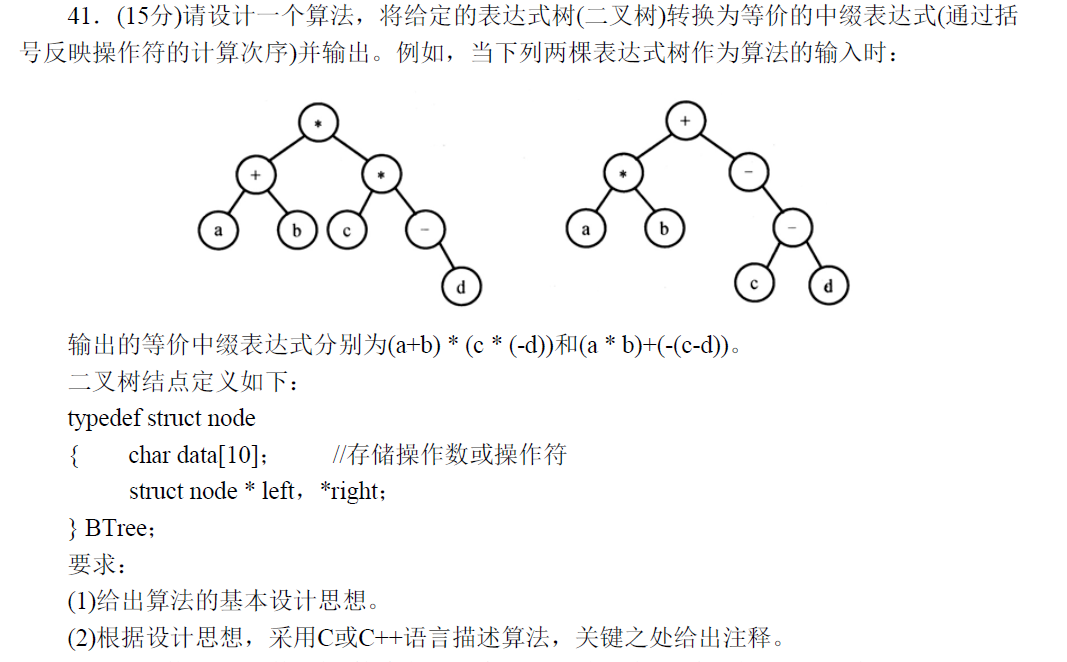 41．(15分)请设计一个算法，将给定的表达式树(二叉树)转换为等价的中缀表达式(通过括
号反映操作符的计算次序)并输出。例如，当下列两棵表达式树作为算法的输入时：
* +
+ * * -
a b c - a b -
d c d
输出的等价中缀表达式分别为(a+b) * (c * (-d))和(a * b)+(-(c-d))。
二叉树结点定义如下：
typedef struct node
{ char data[10]； //存储操作数或操作符
struct node * left，*right；
} BTree；
要求：
(1)给出算法的基本设计思想。
(2)根据设计思想，采用C或C++语言描述算法，关键之处给出注释。